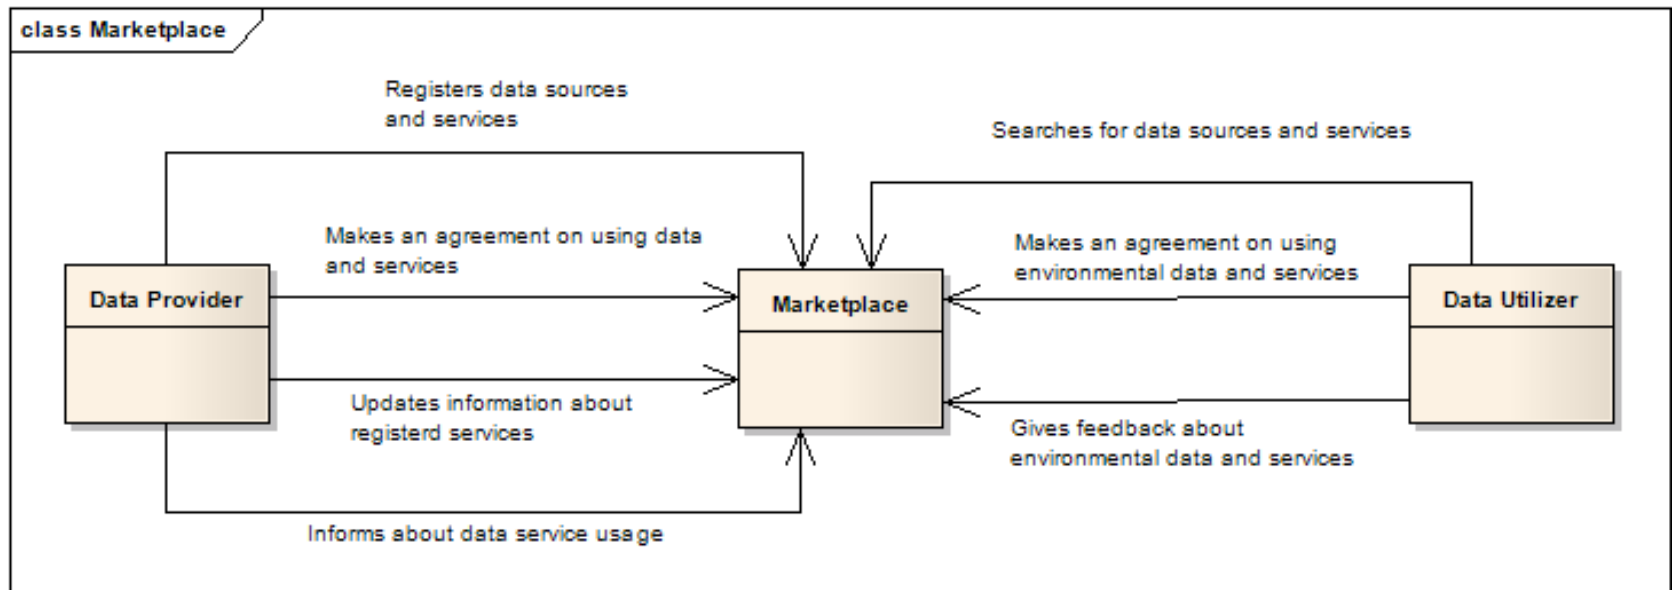 class Marketplace
Registers data sources
and services
Searches for data sources and services
Makes an agreement on using data
and services
Makes an agreement on using
environmental data and services
Data Provider
Marketplace
Data Utilizer
Updates information about
registerd services
Gives feedback about
environmental data and services
Informs about data service usage